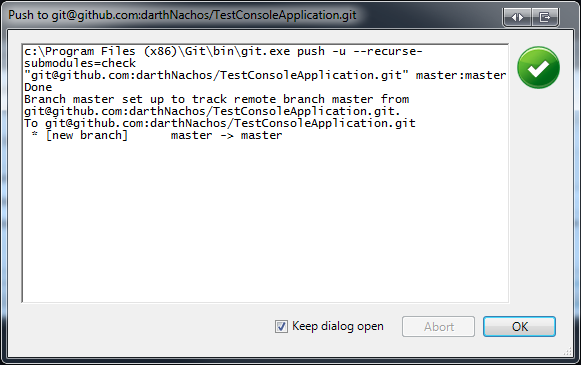 Push to git@github.com:darthNachos/TestConsoleApplication.git
c:\Program Files (x86)\Git\bin\git.exe push -u --recurse-
submodules=check
"git@github.com:darthNachos/TestConsoleApplication.git" master:master
Done
Branch master set up to track remote branch master from
git@github.com:darthNachos/TestConsoleApplication.git.
To git@github.com:darthNachos/TestConsoleApplication.git
 * [new branch]      master -> master
Keep dialog open
Abort
OK